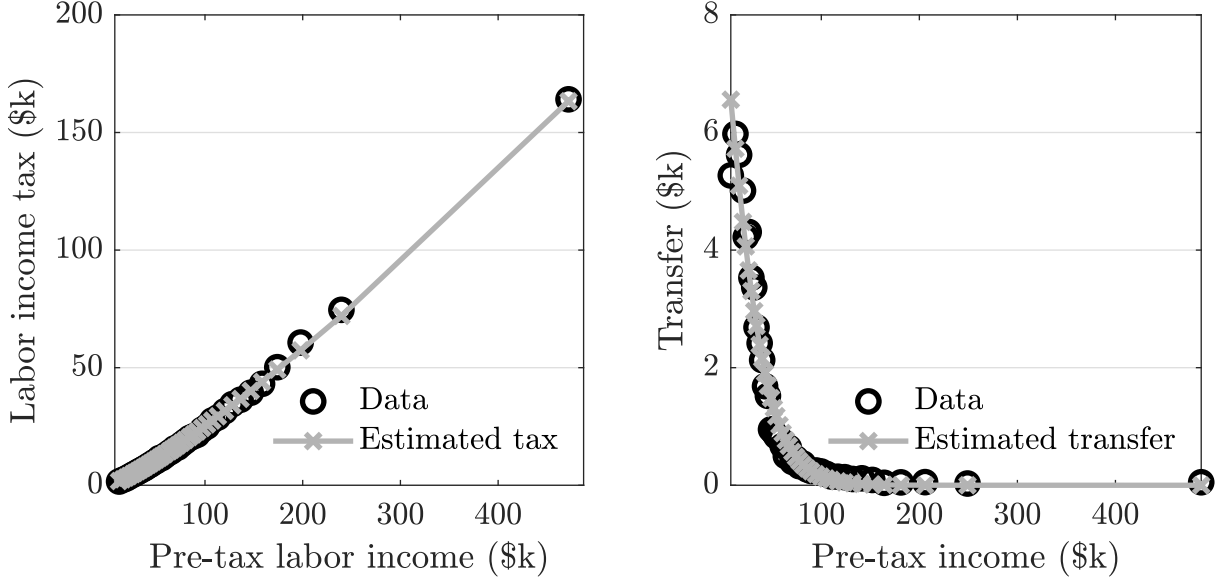 200
150
100
50
0
Labor income tax ($k)
Data
Estimated tax
100 200 300 400
Pre-tax labor income ($k)
8
6
4
2
0
Transfer ($k)
Data
Estimated transfer
100 200 300 400
Pre-tax income ($k)